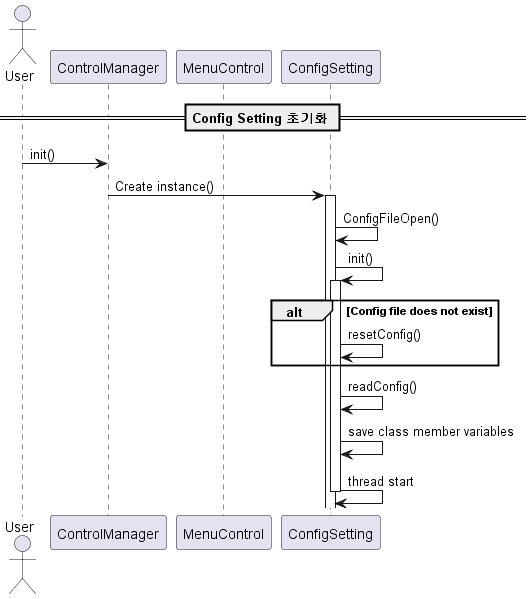 User
ControlManager
MenuControl
ConfigSetting
Config Setting 초기화
init()
Create instance()
ConfigFileOpen()
init()
alt
[Config file does not exist]
resetConfig()
readConfig()
save class member variables
thread start
User
ControlManager
MenuControl
ConfigSetting